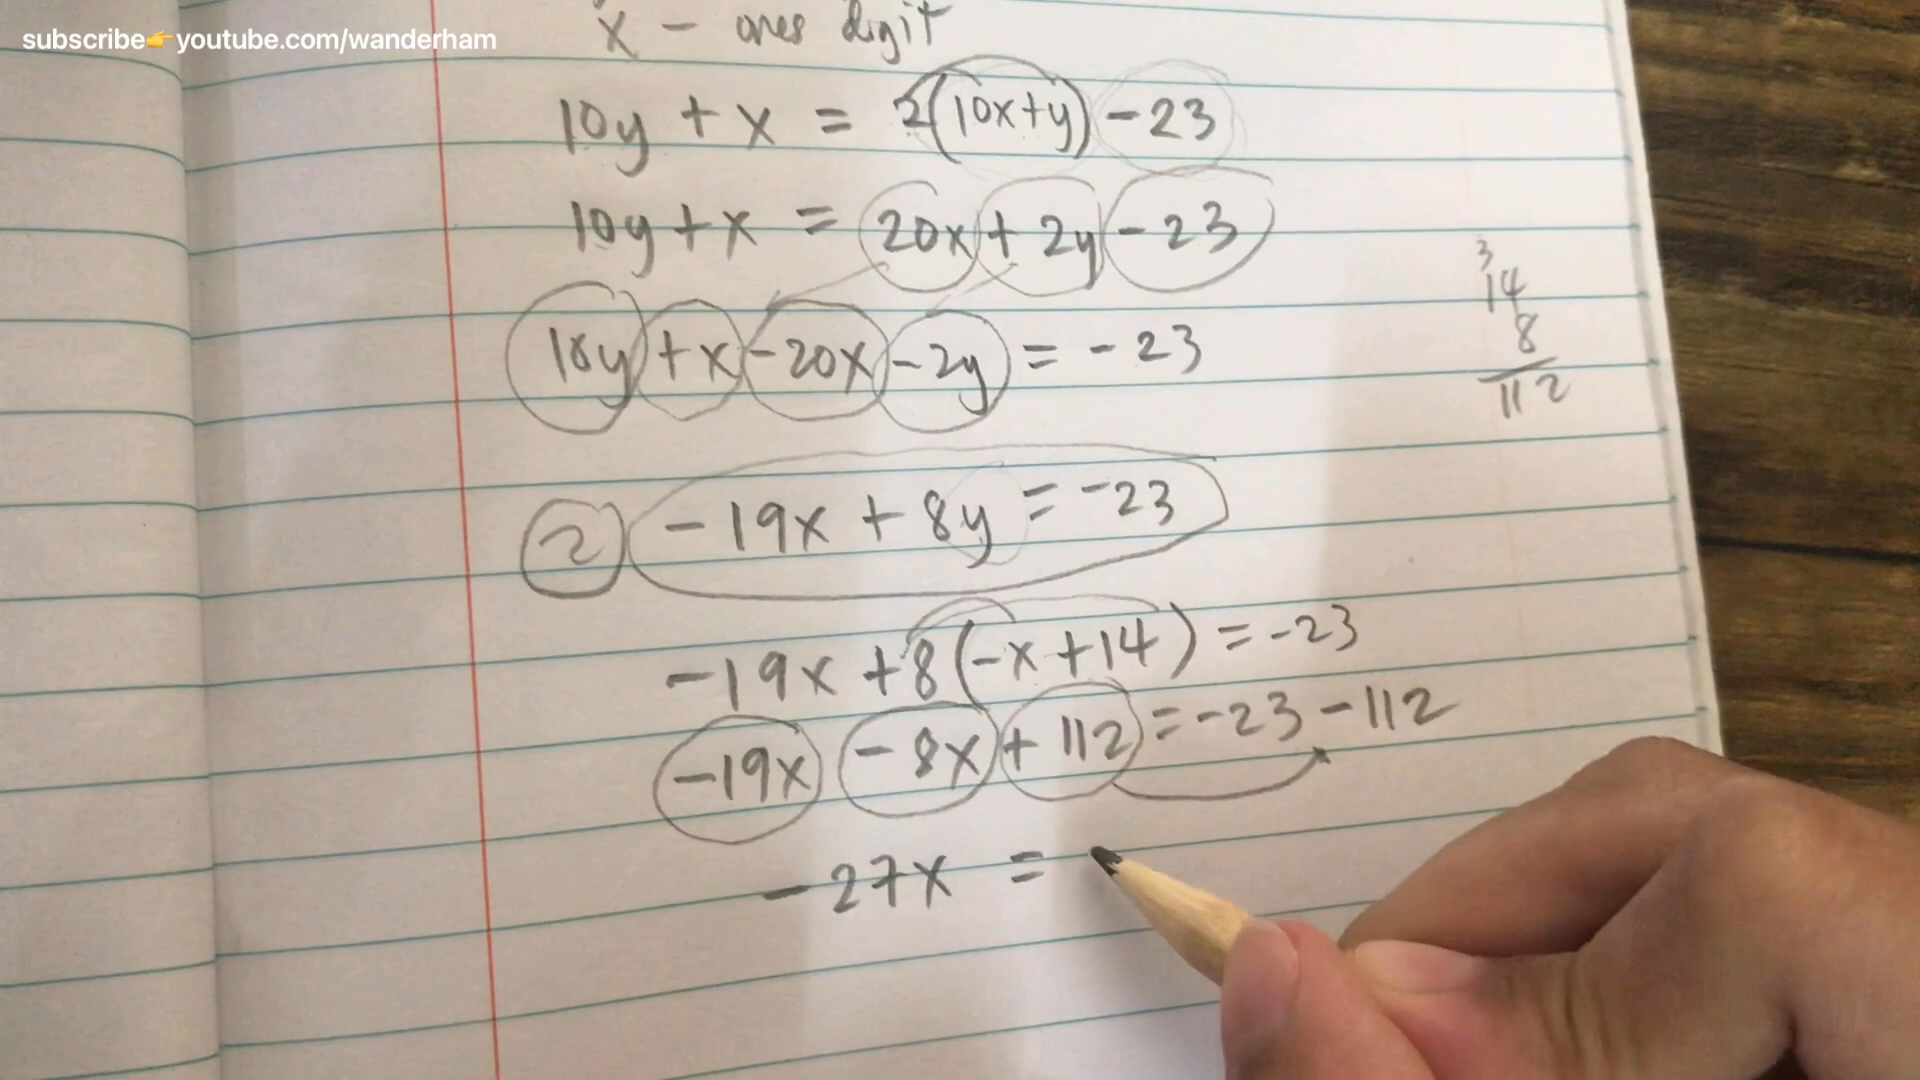 subscribe👉 youtube.com/wanderham
x - ones digit
10y + x = 2(10x+y) -23
10y + x = 20x + 2y - 23
10y + x - 20x - 2y = -23
3
14
8
112
2 -19x + 8y = -23
-19x + 8(-x + 14) = -23
-19x - 8x + 112 = -23 - 112
-27x =